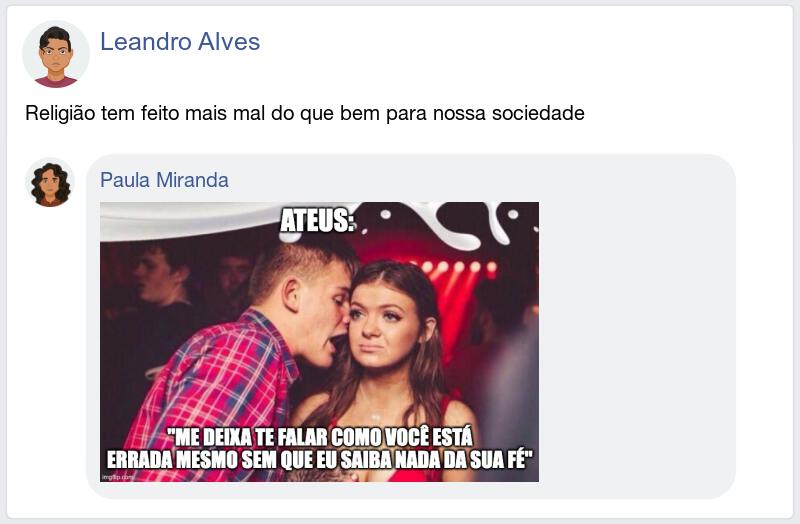 Leandro Alves
Religião tem feito mais mal do que bem para nossa sociedade
Paula Miranda
ATEUS:
"ME DEIXA TE FALAR COMO VOCÊ ESTÁ
ERRADA MESMO SEM QUE EU SAIBA NADA DA SUA FÉ"
imgflip.com